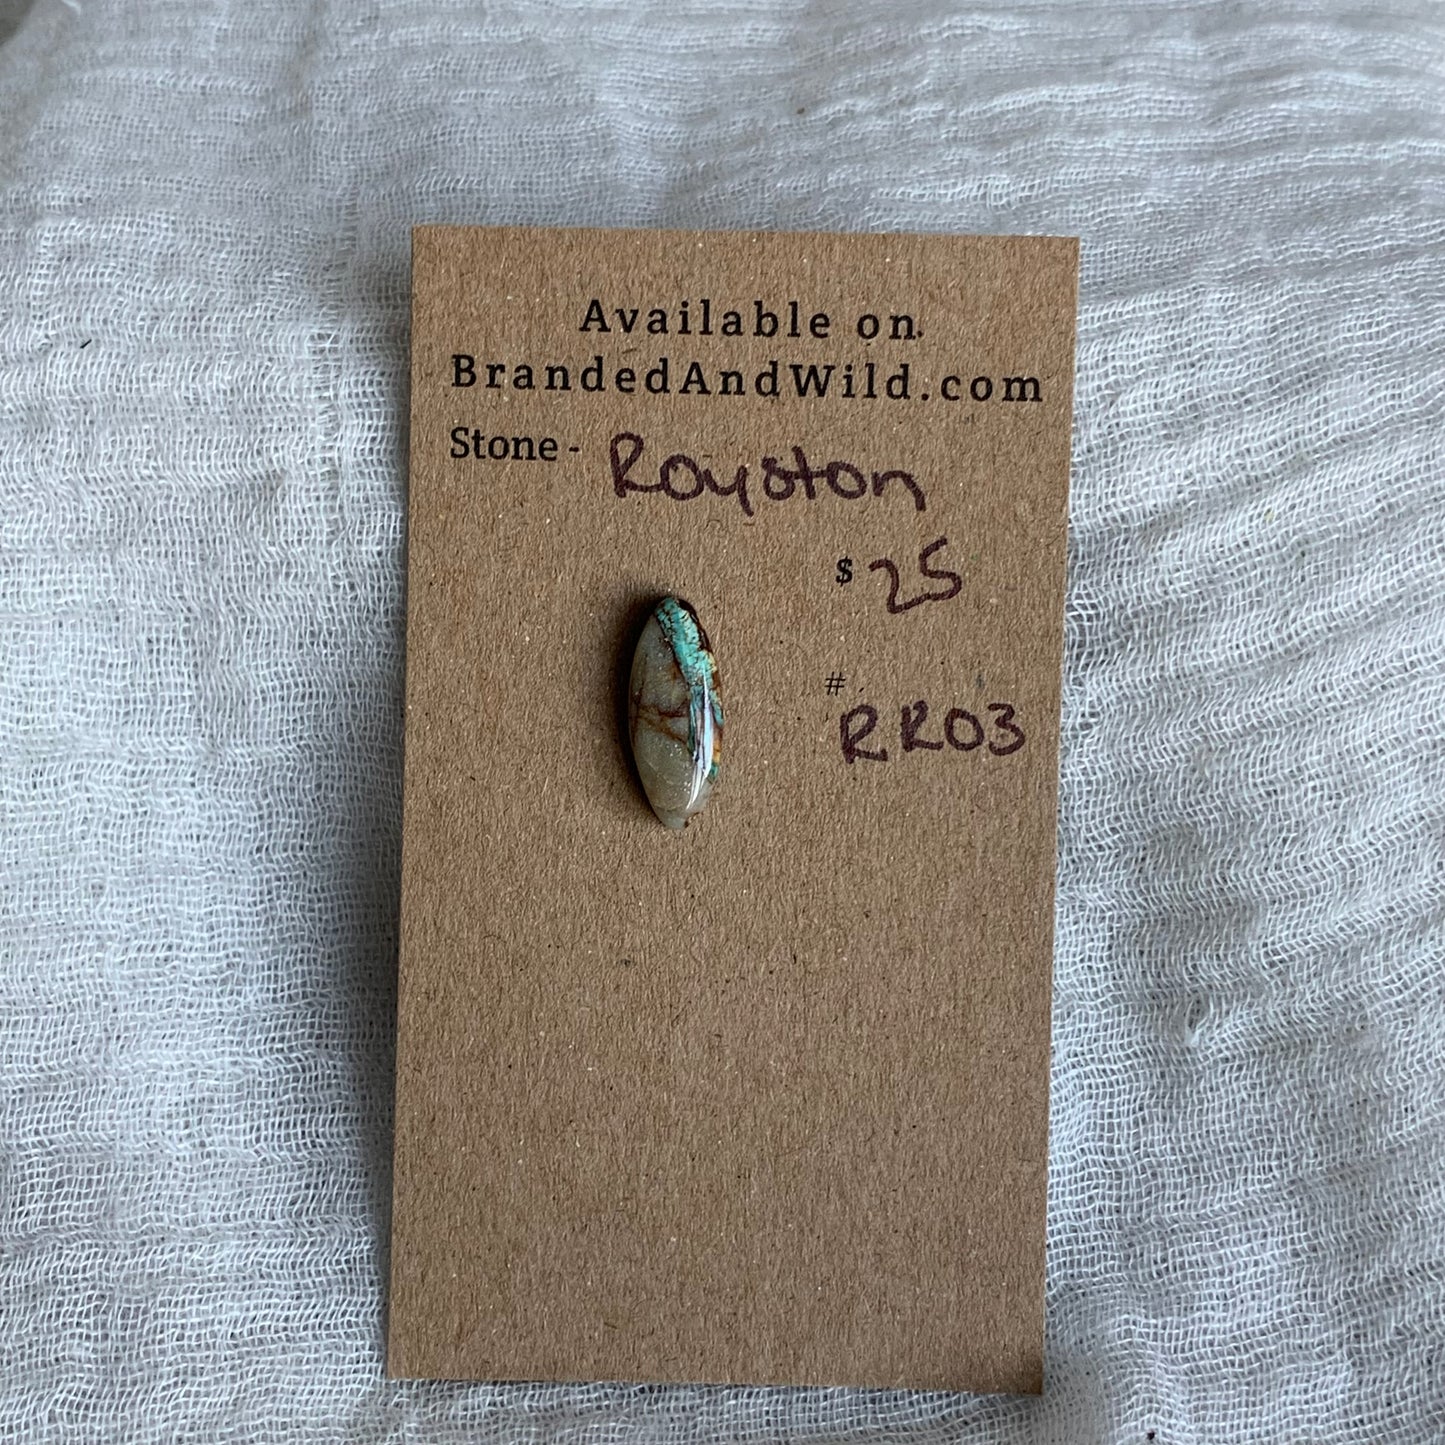 Available on
BrandedAndWild.com
Stone - Royston
$ 25
#
RR03